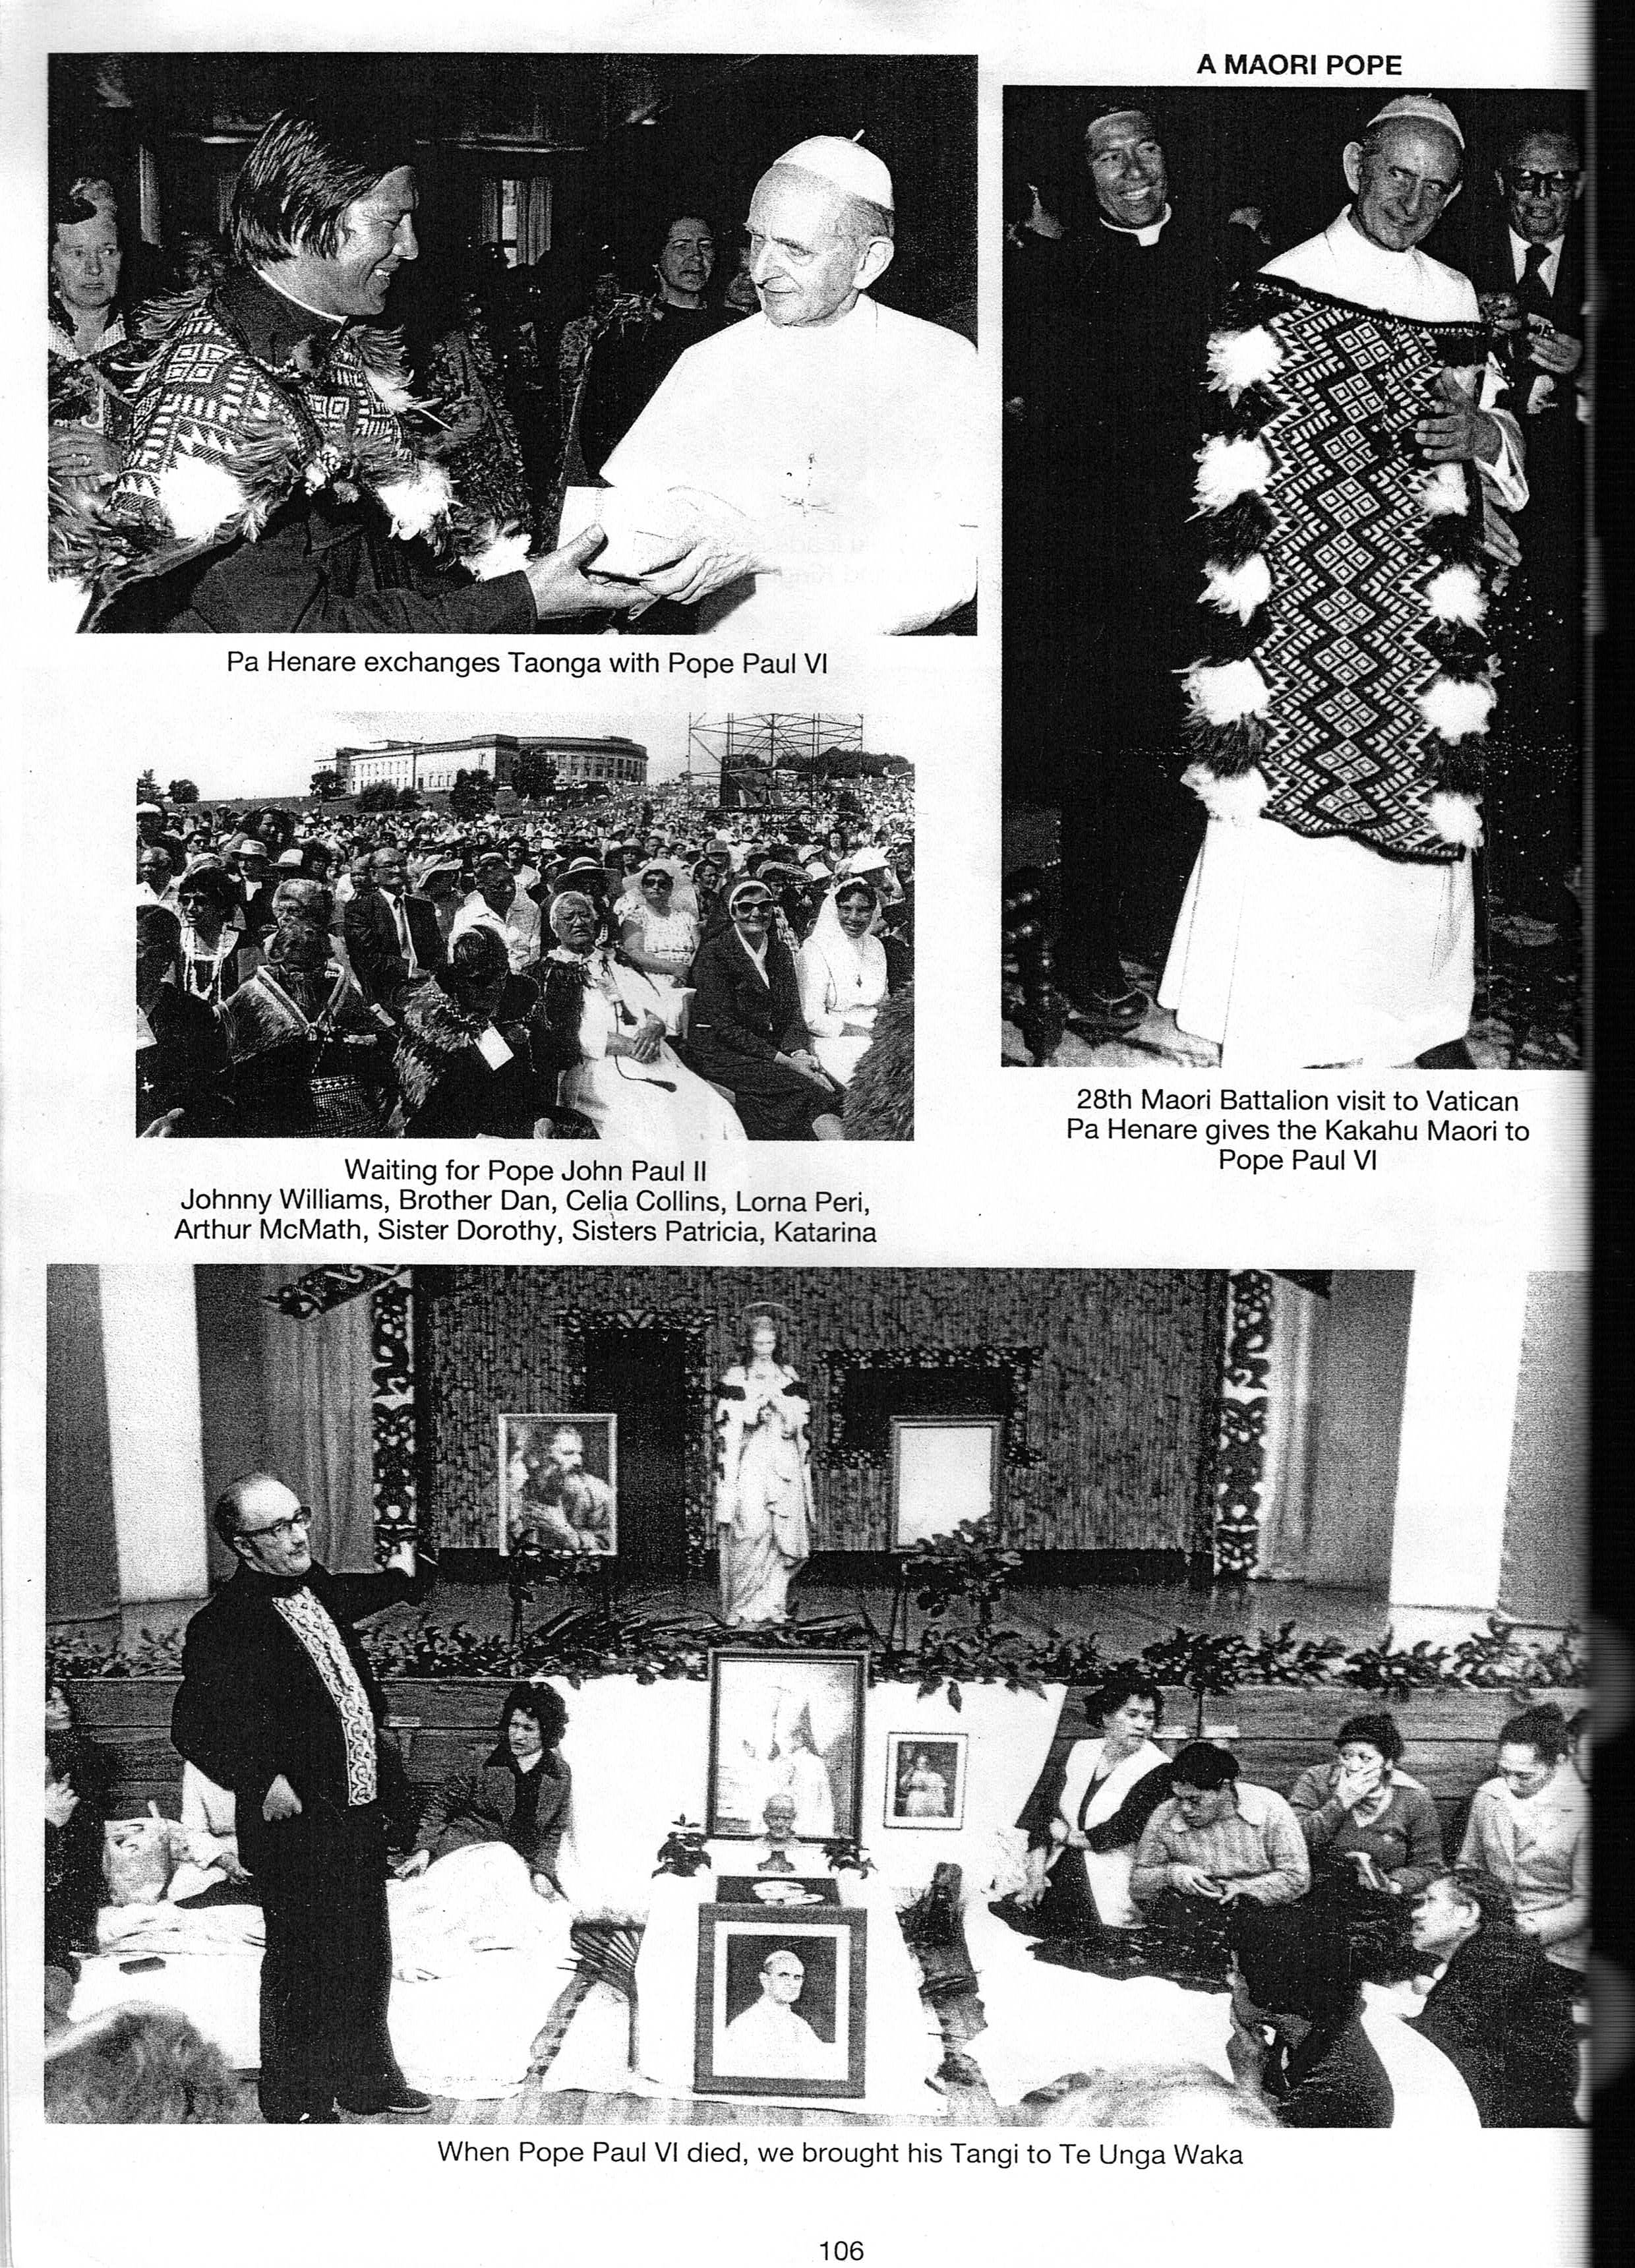 A MAORI POPE
Pa Henare exchanges Taonga with Pope Paul VI
28th Maori Battalion visit to Vatican
Pa Henare gives the Kakahu Maori to
Pope Paul VI
Waiting for Pope John Paul II
Johnny Williams, Brother Dan, Celia Collins, Lorna Peri,
Arthur McMath, Sister Dorothy, Sisters Patricia, Katarina
When Pope Paul VI died, we brought his Tangi to Te Unga Waka
106